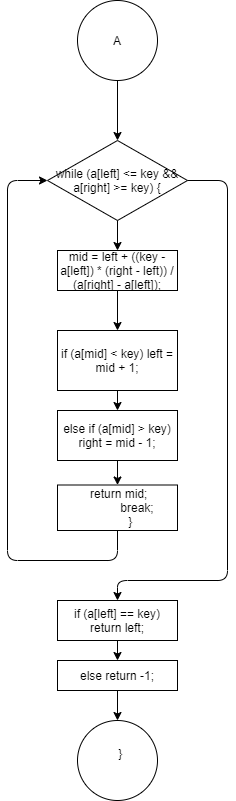 A
while (a[left] <= key &&
a[right] >= key) {
mid = left + ((key -
a[left]) * (right - left)) /
(a[right] - a[left]);
if (a[mid] < key) left =
mid + 1;
else if (a[mid] > key)
right = mid - 1;
return mid;
break;
}
if (a[left] == key)
return left;
else return -1;
}